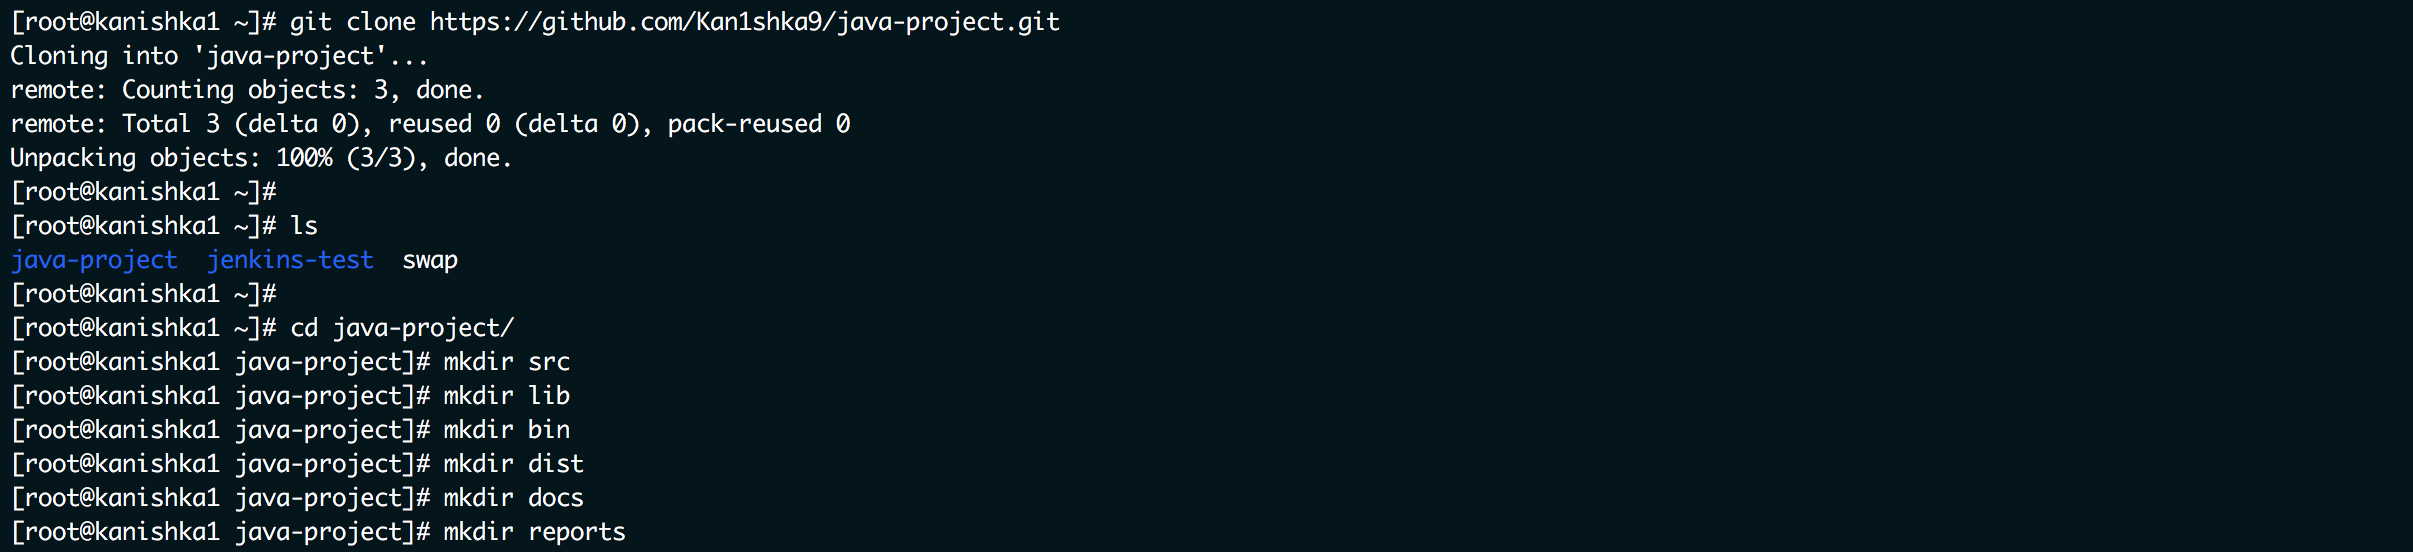 [root@kanishka1 ~]# git clone https://github.com/Kan1shka9/java-project.git
Cloning into 'java-project'...
remote: Counting objects: 3, done.
remote: Total 3 (delta 0), reused 0 (delta 0), pack-reused 0
Unpacking objects: 100% (3/3), done.
[root@kanishka1 ~]#
[root@kanishka1 ~]# ls
java-project  jenkins-test  swap
[root@kanishka1 ~]#
[root@kanishka1 ~]# cd java-project/
[root@kanishka1 java-project]# mkdir src
[root@kanishka1 java-project]# mkdir lib
[root@kanishka1 java-project]# mkdir bin
[root@kanishka1 java-project]# mkdir dist
[root@kanishka1 java-project]# mkdir docs
[root@kanishka1 java-project]# mkdir reports